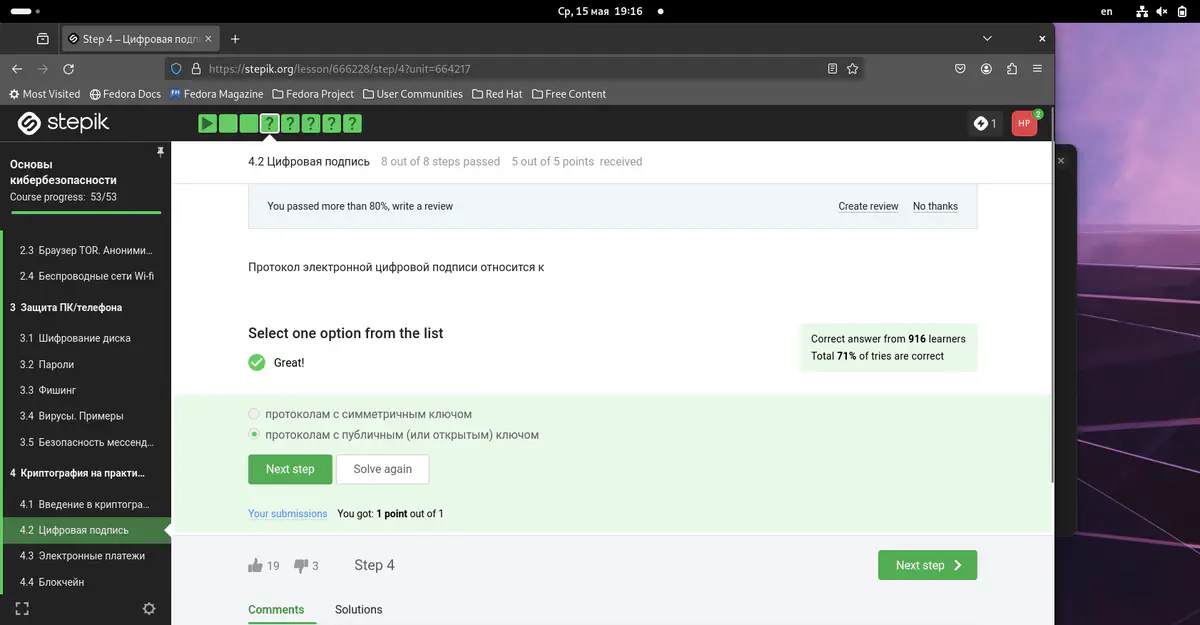 Ср, 15 мая 19:16
en
Step 4 – Цифровая подп
https://stepik.org/lesson/666228/step/4?unit=664217
Most Visited Fedora Docs Fedora Magazine Fedora Project User Communities Red Hat Free Content
stepik
? ? ? ? ?
1
HP
2
Основы
кибербезопасности
Course progress: 53/53
2.3 Браузер TOR. Аноними...
2.4 Беспроводные сети Wi-fi
3 Защита ПК/телефона
3.1 Шифрование диска
3.2 Пароли
3.3 Фишинг
3.4 Вирусы. Примеры
3.5 Безопасность мессенд...
4 Криптография на практи...
4.1 Введение в криптогра...
4.2 Цифровая подпись
4.3 Электронные платежи
4.4 Блокчейн
4.2 Цифровая подпись 8 out of 8 steps passed 5 out of 5 points received
You passed more than 80%, write a review Create review No thanks
Протокол электронной цифровой подписи относится к
Select one option from the list
Great!
Correct answer from 916 learners
Total 71% of tries are correct
протоколам с симметричным ключом
протоколам с публичным (или открытым) ключом
Next step Solve again
Your submissions You got: 1 point out of 1
19 3 Step 4 Next step
Comments Solutions